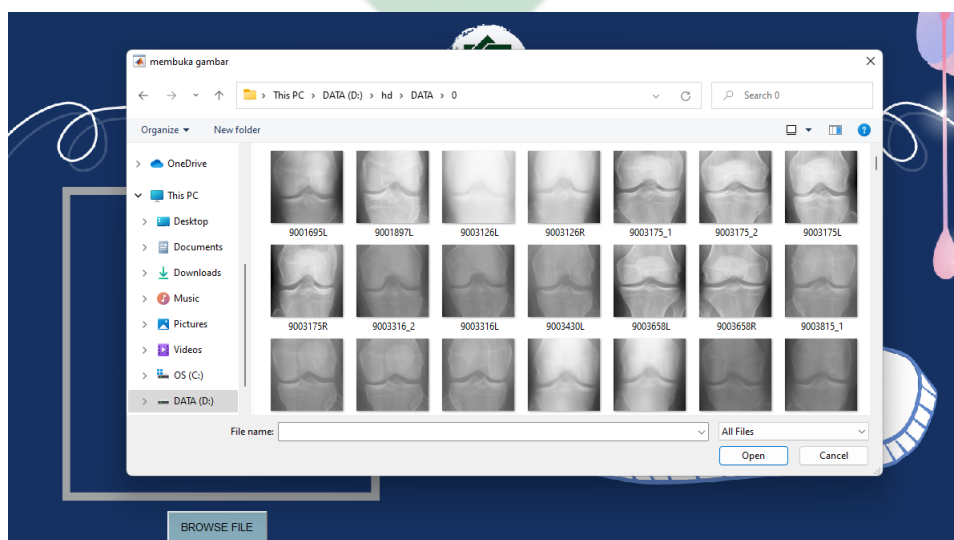 membuka gambar
This PC > DATA (D:) > hd > DATA > 0
Search 0
Organize
New folder
OneDrive
This PC
Desktop
Documents
Downloads
Music
Pictures
Videos
OS (C:)
DATA (D:)
9001695L 9001897L 9003126L 9003126R 9003175_1 9003175_2 9003175L
9003175R 9003316_2 9003316L 9003430L 9003658L 9003658R 9003815_1
File name:
All Files
Open Cancel
BROWSE FILE